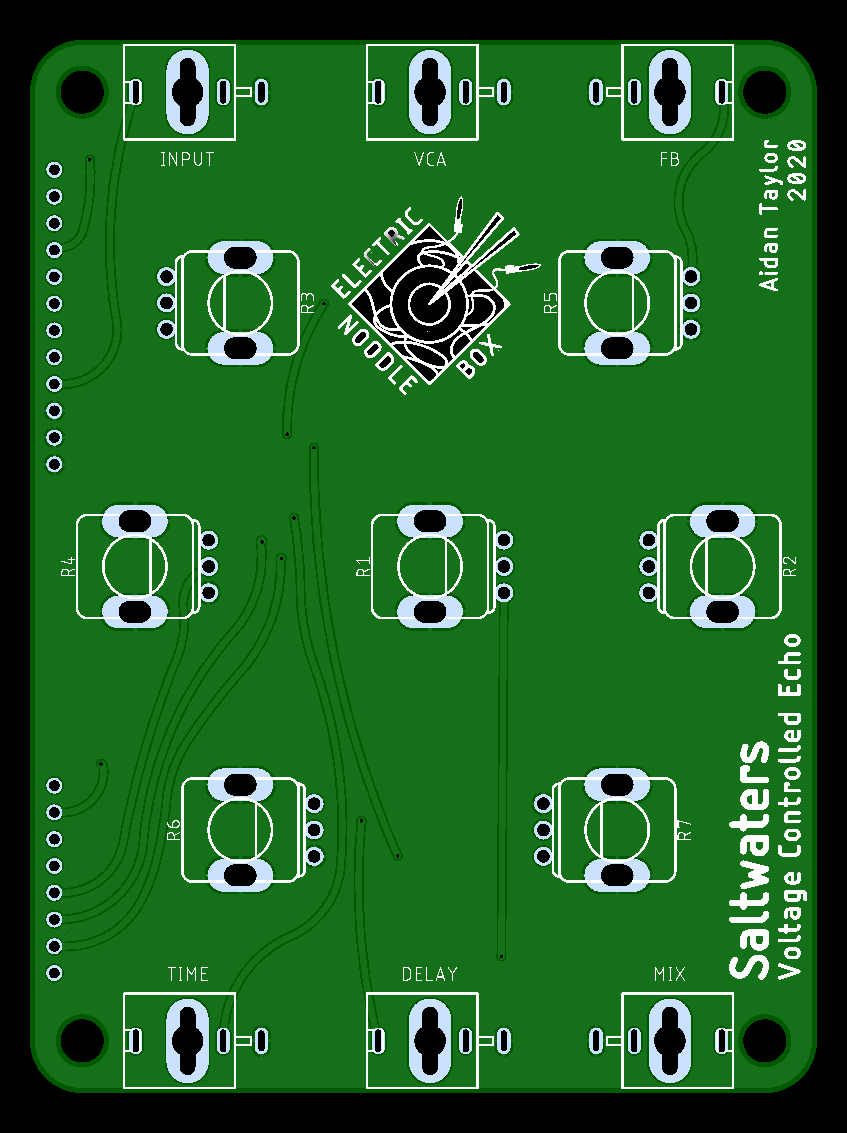 INPUT
VCA
FB
Aidan Taylor
2020
ELECTRIC
NOODLE
BOX
R3
R5
R4
R1
R2
R6
R7
Saltwaters
Voltage Controlled Echo
TIME
DELAY
MIX